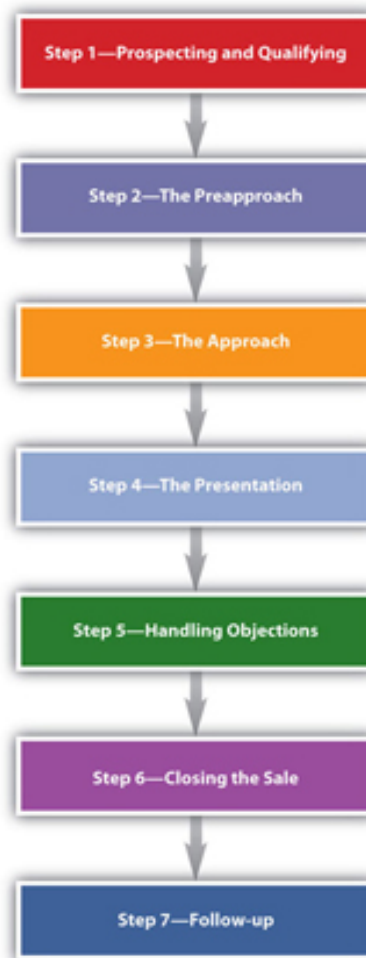 Step 1—Prospecting and Qualifying
Step 2—The Preapproach
Step 3—The Approach
Step 4—The Presentation
Step 5—Handling Objections
Step 6—Closing the Sale
Step 7—Follow-up